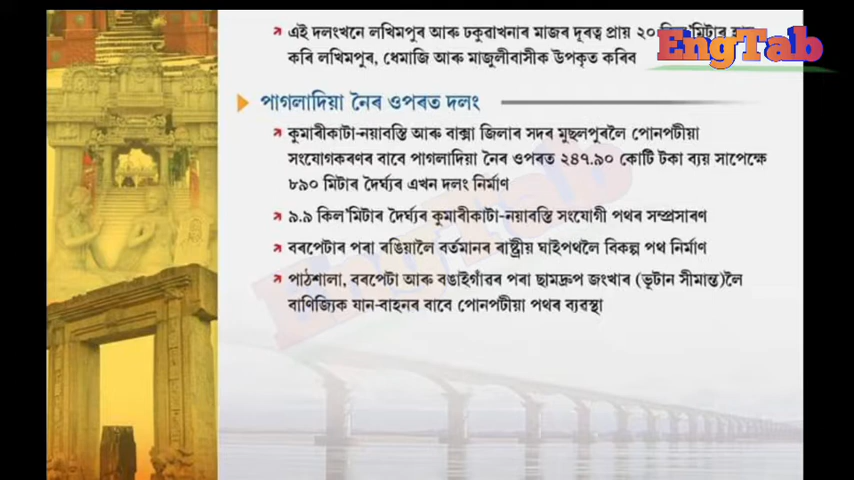 এই দলংখনে লখিমপুৰ আৰু ঢকুৱাখনাৰ মাজৰ দূৰত্ব প্ৰায় ২০
EngTab
কৰি লখিমপুৰ, ধেমাজি আৰু মাজুলীবাসীক উপকৃত কৰিব
পাগলাদিয়া নৈৰ ওপৰত দলং
কুমাৰীকাটা-নয়াবস্তি আৰু বাক্সা জিলাৰ সদৰ মুছলপুৰলৈ পোনপটীয়া
সংযোগকৰণৰ বাবে পাগলাদিয়া নৈৰ ওপৰত ২৪৭.৯০ কোটি টকা ব্যয় সাপেক্ষে
৮৯০ মিটাৰ দৈৰ্ঘ্যৰ এখন দলং নিৰ্মাণ
৯.৯ কিল'মিটাৰ দৈৰ্ঘ্যৰ কুমাৰীকাটা-নয়াবস্তি সংযোগী পথৰ সম্প্ৰসাৰণ
বৰপেটাৰ পৰা ৰঙিয়ালৈ বৰ্তমানৰ ৰাষ্ট্ৰীয় ঘাইপথলৈ বিকল্প পথ নিৰ্মাণ
পাঠশালা, বৰপেটা আৰু বঙাইগাঁৱৰ পৰা ছামদ্ৰুপ জংখাৰ (ভূটান সীমান্ত)লৈ
বাণিজ্যিক যান-বাহনৰ বাবে পোনপটীয়া পথৰ ব্যৱস্থা
EngTab